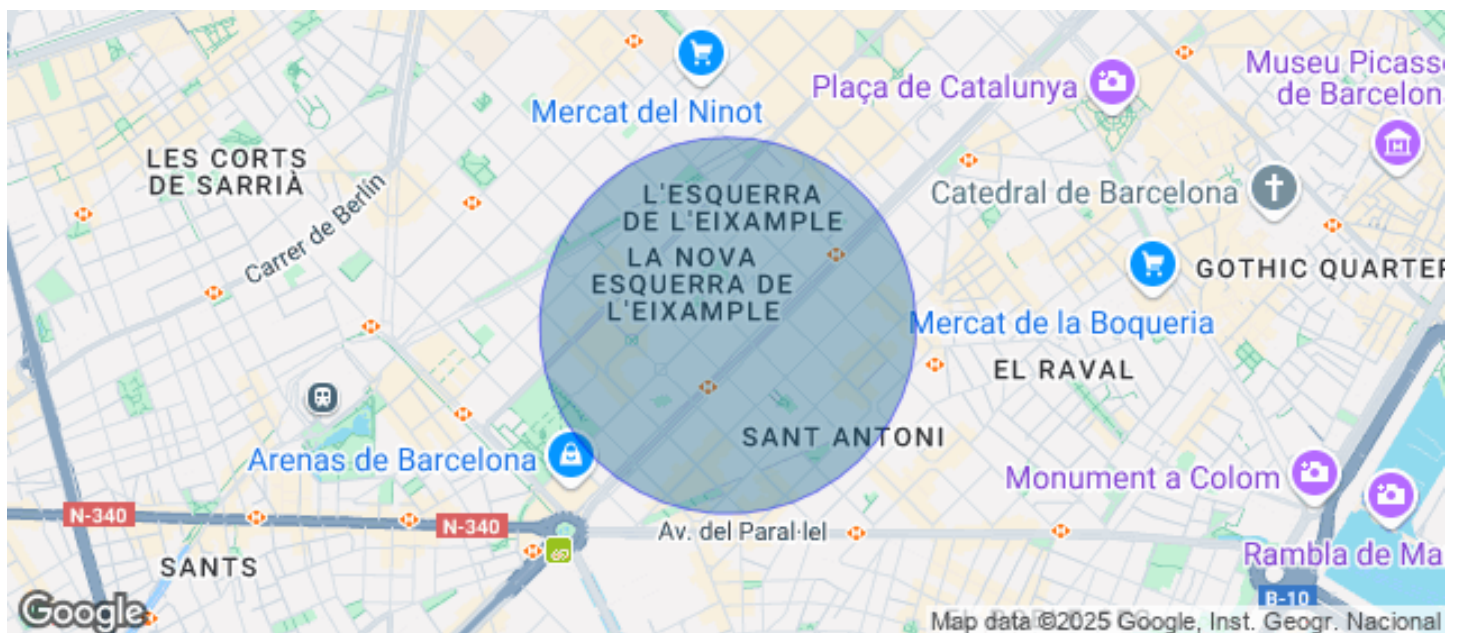 Museu Picass
de Barcelon
Plaça de Catalunya
Mercat del Ninot
LES CORTS
DE SARRIÀ
L'ESQUERRA
DE L'EIXAMPLE
Catedral de Barcelona
Carrer de Berlín
LA NOVA
ESQUERRA DE
L'EIXAMPLE
GOTHIC QUARTER
Mercat de la Boqueria
EL RAVAL
SANT ANTONI
Arenas de Barcelona
Monument a Colom
N-340
N-340
Av. del Paral·lel
Rambla de Ma
SANTS
B-10
Google
Map data ©2025 Google, Inst. Geogr. Nacional